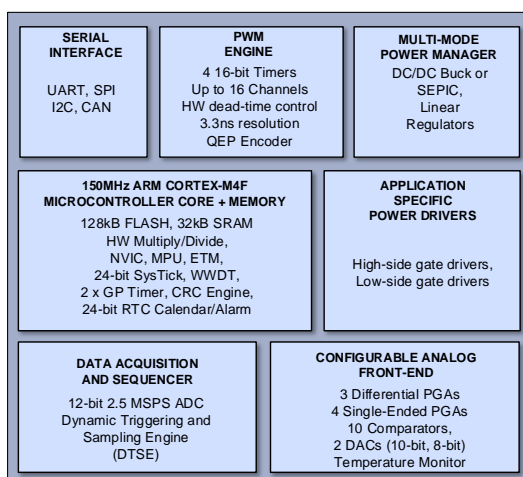 SERIAL
INTERFACE
UART, SPI
I2C, CAN
PWM
ENGINE
4 16-bit Timers
Up to 16 Channels
HW dead-time control
3.3ns resolution
QEP Encoder
MULTI-MODE
POWER MANAGER
DC/DC Buck or
SEPIC,
Linear
Regulators
150MHz ARM CORTEX-M4F
MICROCONTROLLER CORE + MEMORY
128kB FLASH, 32kB SRAM
HW Multiply/Divide,
NVIC, MPU, ETM,
24-bit SysTick, WWDT,
2 x GP Timer, CRC Engine,
24-bit RTC Calendar/Alarm
APPLICATION
SPECIFIC
POWER DRIVERS
High-side gate drivers,
Low-side gate drivers
DATA ACQUISITION
AND SEQUENCER
12-bit 2.5 MSPS ADC
Dynamic Triggering and
Sampling Engine
(DTSE)
CONFIGURABLE ANALOG
FRONT-END
3 Differential PGAs
4 Single-Ended PGAs
10 Comparators,
2 DACs (10-bit, 8-bit)
Temperature Monitor